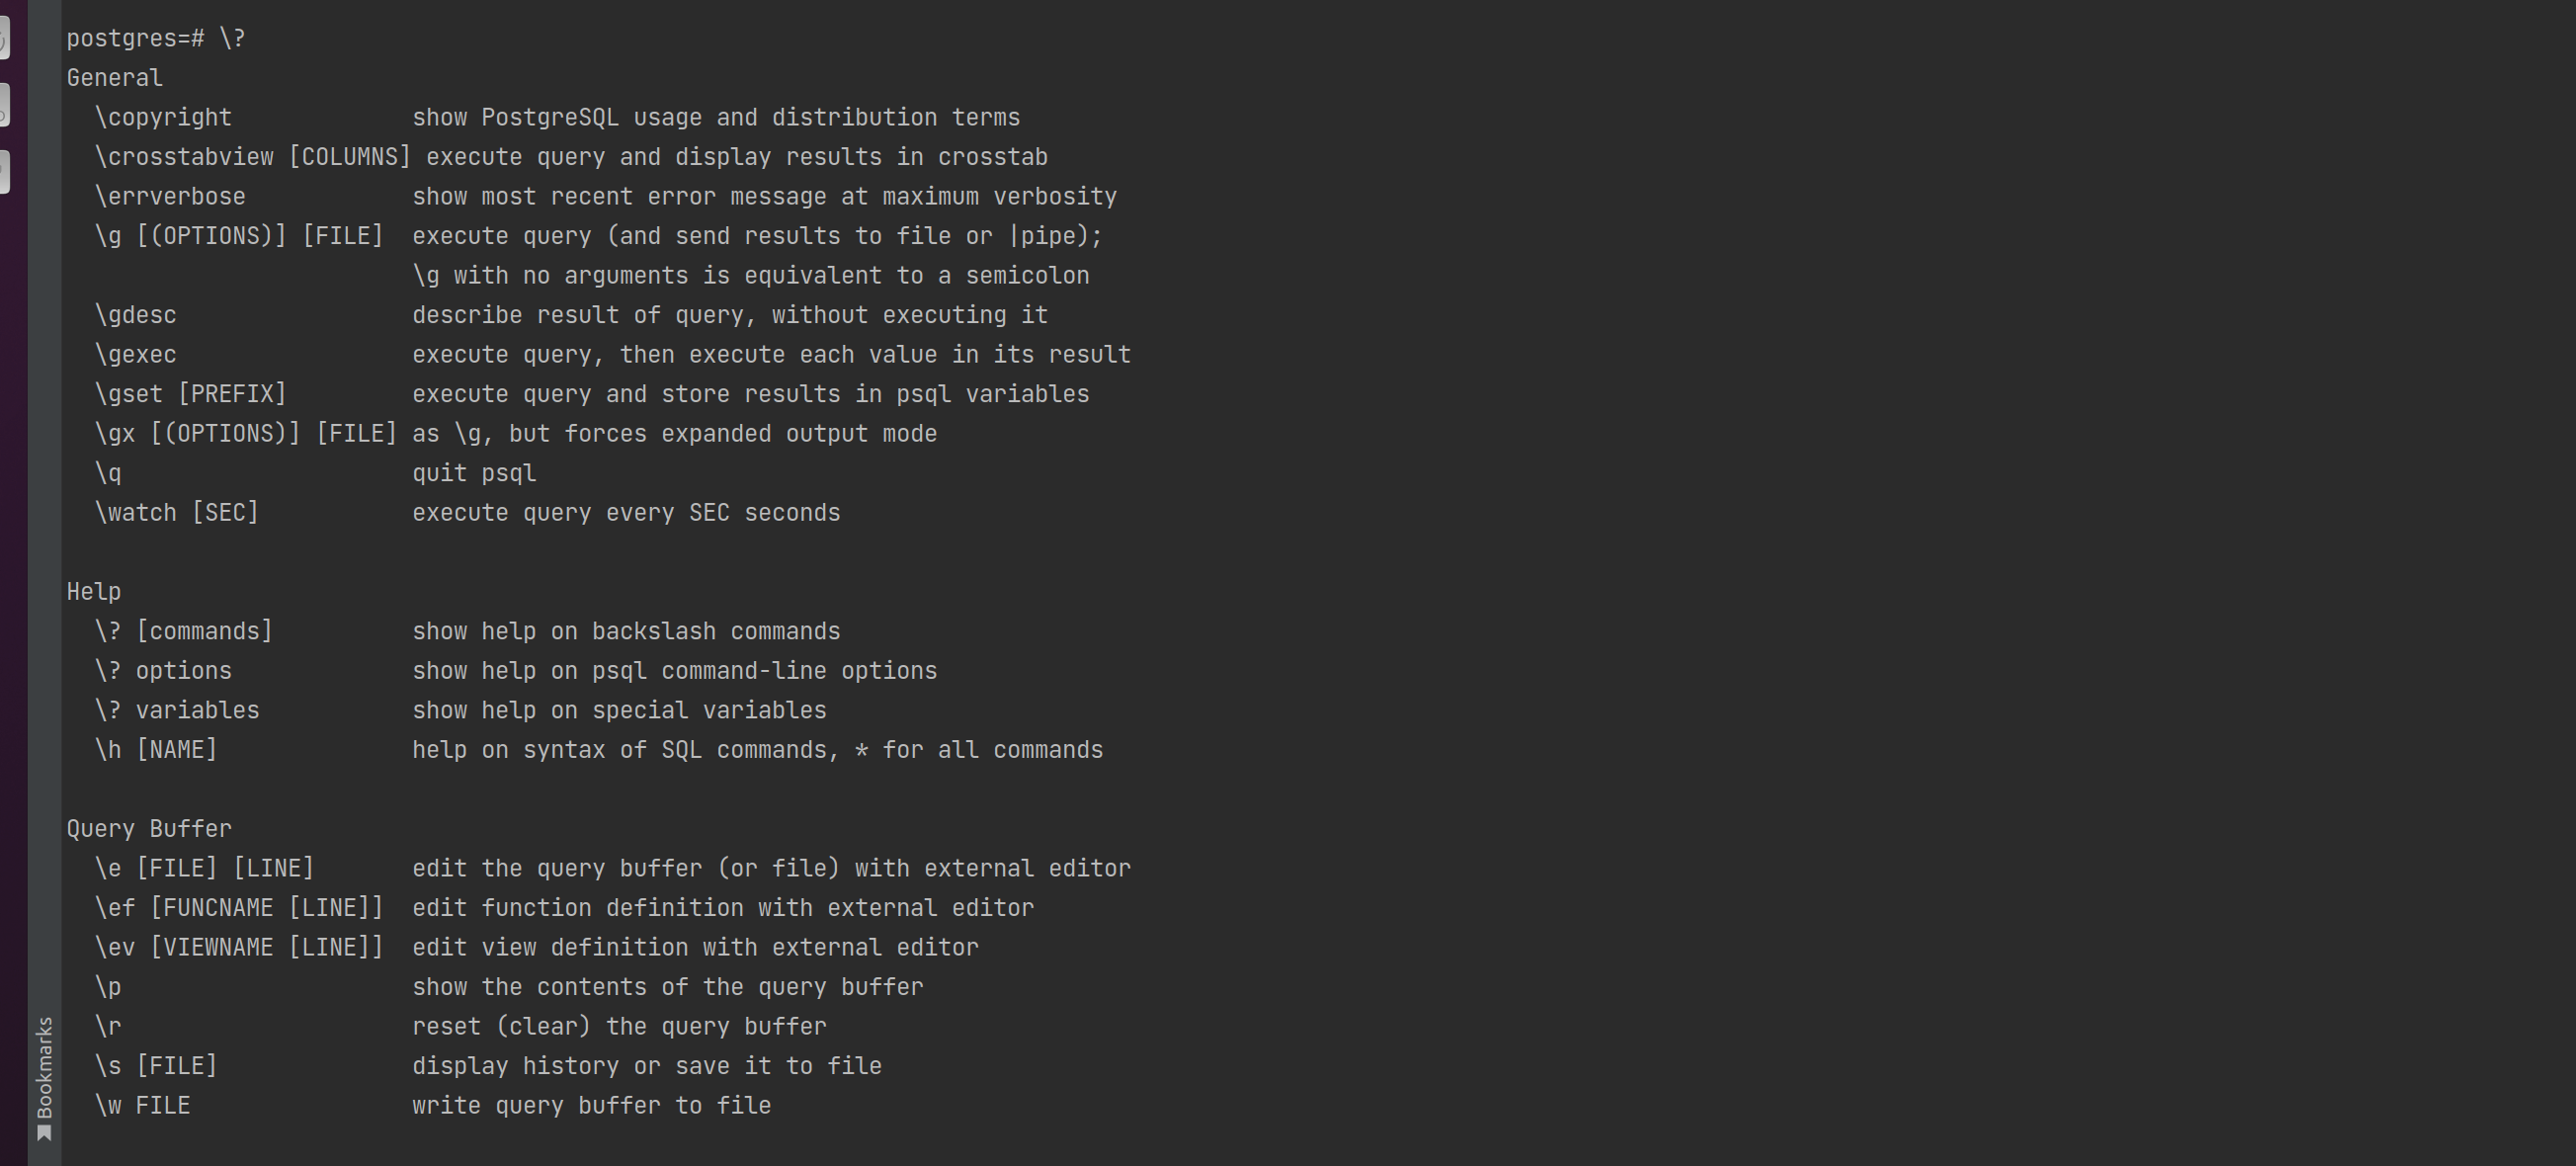 postgres=# \?
General
  \copyright             show PostgreSQL usage and distribution terms
  \crosstabview [COLUMNS] execute query and display results in crosstab
  \errverbose            show most recent error message at maximum verbosity
  \g [(OPTIONS)] [FILE]  execute query (and send results to file or |pipe);
                         \g with no arguments is equivalent to a semicolon
  \gdesc                 describe result of query, without executing it
  \gexec                 execute query, then execute each value in its result
  \gset [PREFIX]         execute query and store results in psql variables
  \gx [(OPTIONS)] [FILE] as \g, but forces expanded output mode
  \q                     quit psql
  \watch [SEC]           execute query every SEC seconds

Help
  \? [commands]          show help on backslash commands
  \? options             show help on psql command-line options
  \? variables           show help on special variables
  \h [NAME]              help on syntax of SQL commands, * for all commands

Query Buffer
  \e [FILE] [LINE]       edit the query buffer (or file) with external editor
  \ef [FUNCNAME [LINE]]  edit function definition with external editor
  \ev [VIEWNAME [LINE]]  edit view definition with external editor
  \p                     show the contents of the query buffer
  \r                     reset (clear) the query buffer
  \s [FILE]              display history or save it to file
  \w FILE                write query buffer to file
Bookmarks